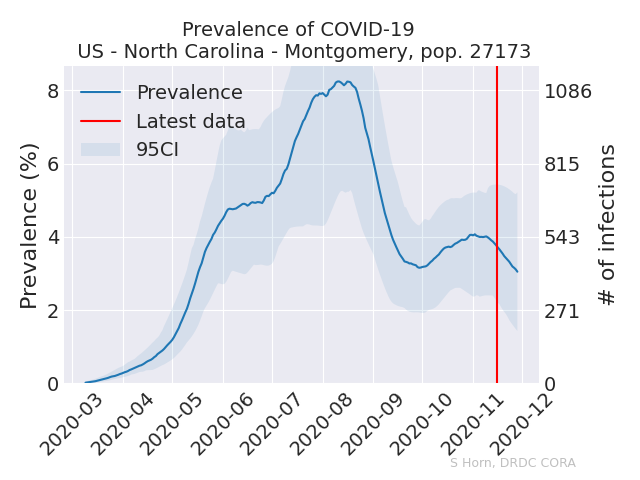 Prevalence of COVID-19
US - North Carolina - Montgomery, pop. 27173
Prevalence
Latest data
95CI
Prevalence (%)
8
6
4
2
0
1086
815
543
271
0
# of infections
2020-03
2020-04
2020-05
2020-06
2020-07
2020-08
2020-09
2020-10
2020-11
2020-12
S Horn, DRDC CORA